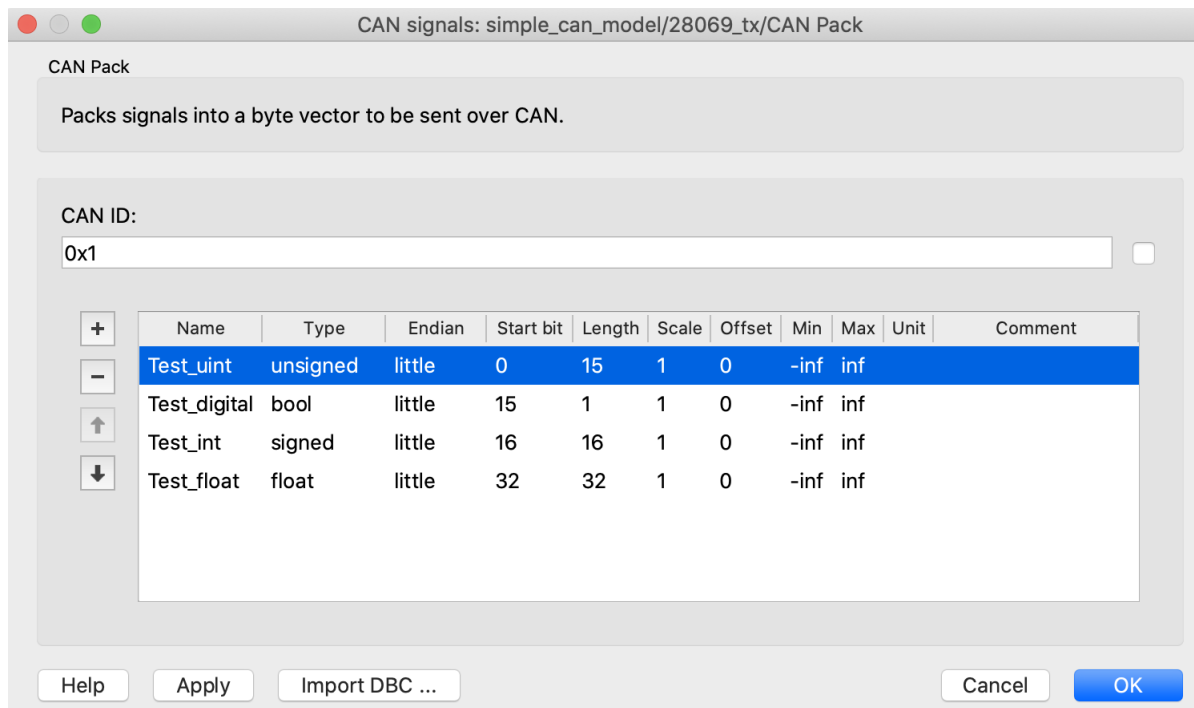 CAN signals: simple_can_model/28069_tx/CAN Pack
CAN Pack
Packs signals into a byte vector to be sent over CAN.
CAN ID:
0x1
Name Type Endian Start bit Length Scale Offset Min Max Unit Comment
Test_uint unsigned little 0 15 1 0 -inf inf
Test_digital bool little 15 1 1 0 -inf inf
Test_int signed little 16 16 1 0 -inf inf
Test_float float little 32 32 1 0 -inf inf
Help Apply Import DBC ... Cancel OK